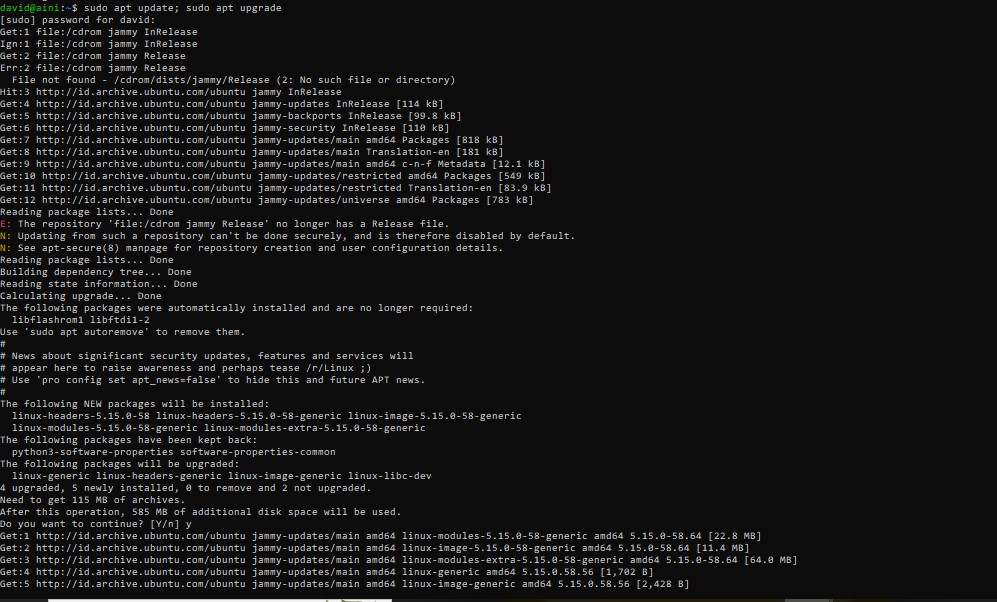 david@aini:~$ sudo apt update; sudo apt upgrade
[sudo] password for david:
Get:1 file:/cdrom jammy InRelease
Ign:1 file:/cdrom jammy InRelease
Get:2 file:/cdrom jammy Release
Err:2 file:/cdrom jammy Release
  File not found - /cdrom/dists/jammy/Release (2: No such file or directory)
Hit:3 http://id.archive.ubuntu.com/ubuntu jammy InRelease
Get:4 http://id.archive.ubuntu.com/ubuntu jammy-updates InRelease [114 kB]
Get:5 http://id.archive.ubuntu.com/ubuntu jammy-backports InRelease [99.8 kB]
Get:6 http://id.archive.ubuntu.com/ubuntu jammy-security InRelease [110 kB]
Get:7 http://id.archive.ubuntu.com/ubuntu jammy-updates/main amd64 Packages [818 kB]
Get:8 http://id.archive.ubuntu.com/ubuntu jammy-updates/main Translation-en [181 kB]
Get:9 http://id.archive.ubuntu.com/ubuntu jammy-updates/main amd64 c-n-f Metadata [12.1 kB]
Get:10 http://id.archive.ubuntu.com/ubuntu jammy-updates/restricted amd64 Packages [549 kB]
Get:11 http://id.archive.ubuntu.com/ubuntu jammy-updates/restricted Translation-en [83.9 kB]
Get:12 http://id.archive.ubuntu.com/ubuntu jammy-updates/universe amd64 Packages [783 kB]
Reading package lists... Done
E: The repository 'file:/cdrom jammy Release' no longer has a Release file.
N: Updating from such a repository can't be done securely, and is therefore disabled by default.
N: See apt-secure(8) manpage for repository creation and user configuration details.
Reading package lists... Done
Building dependency tree... Done
Reading state information... Done
Calculating upgrade... Done
The following packages were automatically installed and are no longer required:
  libflashrom1 libftdi1-2
Use 'sudo apt autoremove' to remove them.
#
# News about significant security updates, features and services will
# appear here to raise awareness and perhaps tease /r/Linux ;)
# Use 'pro config set apt_news=false' to hide this and future APT news.
#
The following NEW packages will be installed:
  linux-headers-5.15.0-58 linux-headers-5.15.0-58-generic linux-image-5.15.0-58-generic
  linux-modules-5.15.0-58-generic linux-modules-extra-5.15.0-58-generic
The following packages have been kept back:
  python3-software-properties software-properties-common
The following packages will be upgraded:
  linux-generic linux-headers-generic linux-image-generic linux-libc-dev
4 upgraded, 5 newly installed, 0 to remove and 2 not upgraded.
Need to get 115 MB of archives.
After this operation, 585 MB of additional disk space will be used.
Do you want to continue? [Y/n] y
Get:1 http://id.archive.ubuntu.com/ubuntu jammy-updates/main amd64 linux-modules-5.15.0-58-generic amd64 5.15.0-58.64 [22.8 MB]
Get:2 http://id.archive.ubuntu.com/ubuntu jammy-updates/main amd64 linux-image-5.15.0-58-generic amd64 5.15.0-58.64 [11.4 MB]
Get:3 http://id.archive.ubuntu.com/ubuntu jammy-updates/main amd64 linux-modules-extra-5.15.0-58-generic amd64 5.15.0-58.64 [64.0 MB]
Get:4 http://id.archive.ubuntu.com/ubuntu jammy-updates/main amd64 linux-generic amd64 5.15.0.58.56 [1,702 B]
Get:5 http://id.archive.ubuntu.com/ubuntu jammy-updates/main amd64 linux-image-generic amd64 5.15.0.58.56 [2,428 B]